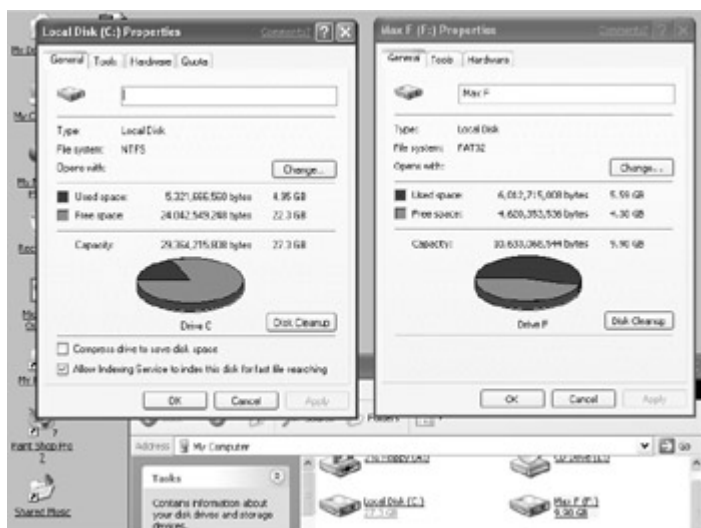 Local Disk (C:) Properties
Comments?
General
Tools
Hardware
Quota
Type:
Local Disk
File system:
NTFS
Opens with:
Change...
Used space:
5,321,666,560 bytes
4.95 GB
Free space:
24,042,549,248 bytes
22.3 GB
Capacity:
29,364,215,808 bytes
27.3 GB
Drive C
Disk Cleanup
Compress drive to save disk space
Allow Indexing Service to index this disk for fast file searching
OK
Cancel
Apply
Max F (F:) Properties
Comments?
General
Tools
Hardware
Max F
Type:
Local Disk
File system:
FAT32
Opens with:
Change...
Used space:
6,012,715,008 bytes
5.59 GB
Free space:
4,620,353,536 bytes
4.30 GB
Capacity:
10,633,068,544 bytes
9.90 GB
Drive F
Disk Cleanup
OK
Cancel
Apply
Folders
Address
My Computer
Go
Tasks
Contains information about
your disk drives and storage
devices.
Local Disk (C:)
27.3 GB
Max F (F:)
9.90 GB
Paint Shop Pro
7
Shared Music